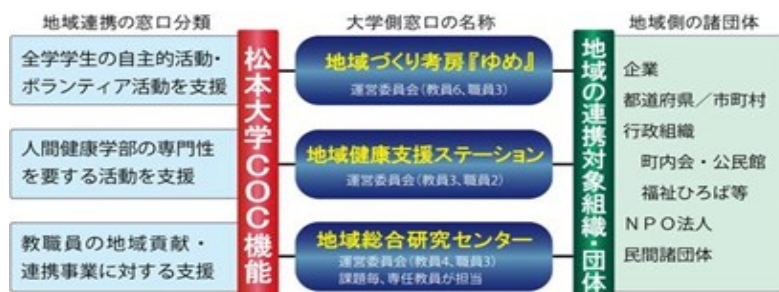 地域連携の窓口分類
大学側窓口の名称
地域側の諸団体
全学学生の自主的活動・
ボランティア活動を支援
人間健康学部の専門性
を要する活動を支援
教職員の地域貢献・
連携事業に対する支援
松本大学COC機能
地域づくり考房『ゆめ』
運営委員会(教員6、職員3)
地域健康支援ステーション
運営委員会(教員3、職員2)
地域総合研究センター
運営委員会(教員4、職員3)
課題毎、専任教員が担当
地域の連携対象組織・団体
企業
都道府県/市町村
行政組織
町内会・公民館
福祉ひろば等
NPO法人
民間諸団体